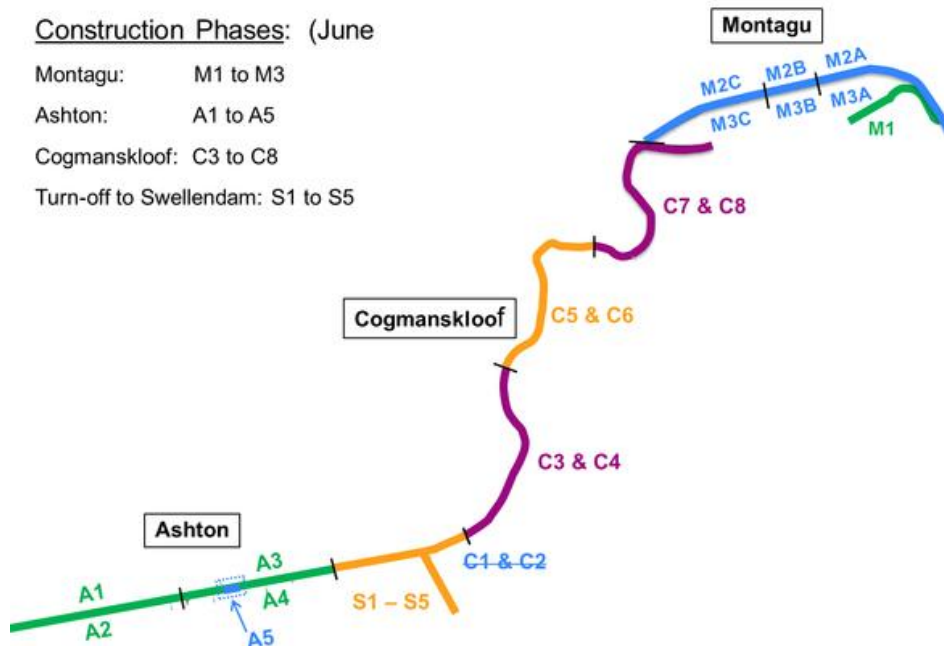 Construction Phases: (June
Montagu: M1 to M3
Ashton: A1 to A5
Cogmanskloof: C3 to C8
Turn-off to Swellendam: S1 to S5
Montagu
M2C M2B M2A
M3C M3B M3A
M1
C7 & C8
Cogmanskloof
C5 & C6
C3 & C4
Ashton
C1 & C2
A1 A3
A2 A4
S1 – S5
A5